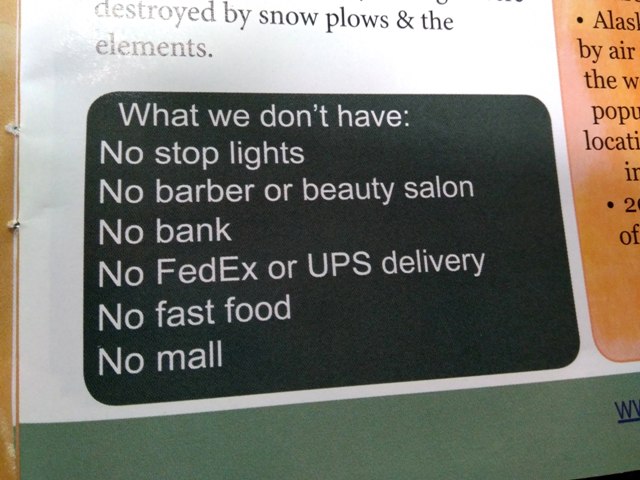 destroyed by snow plows & the
elements.
What we don't have:
No stop lights
No barber or beauty salon
No bank
No FedEx or UPS delivery
No fast food
No mall
by air
the